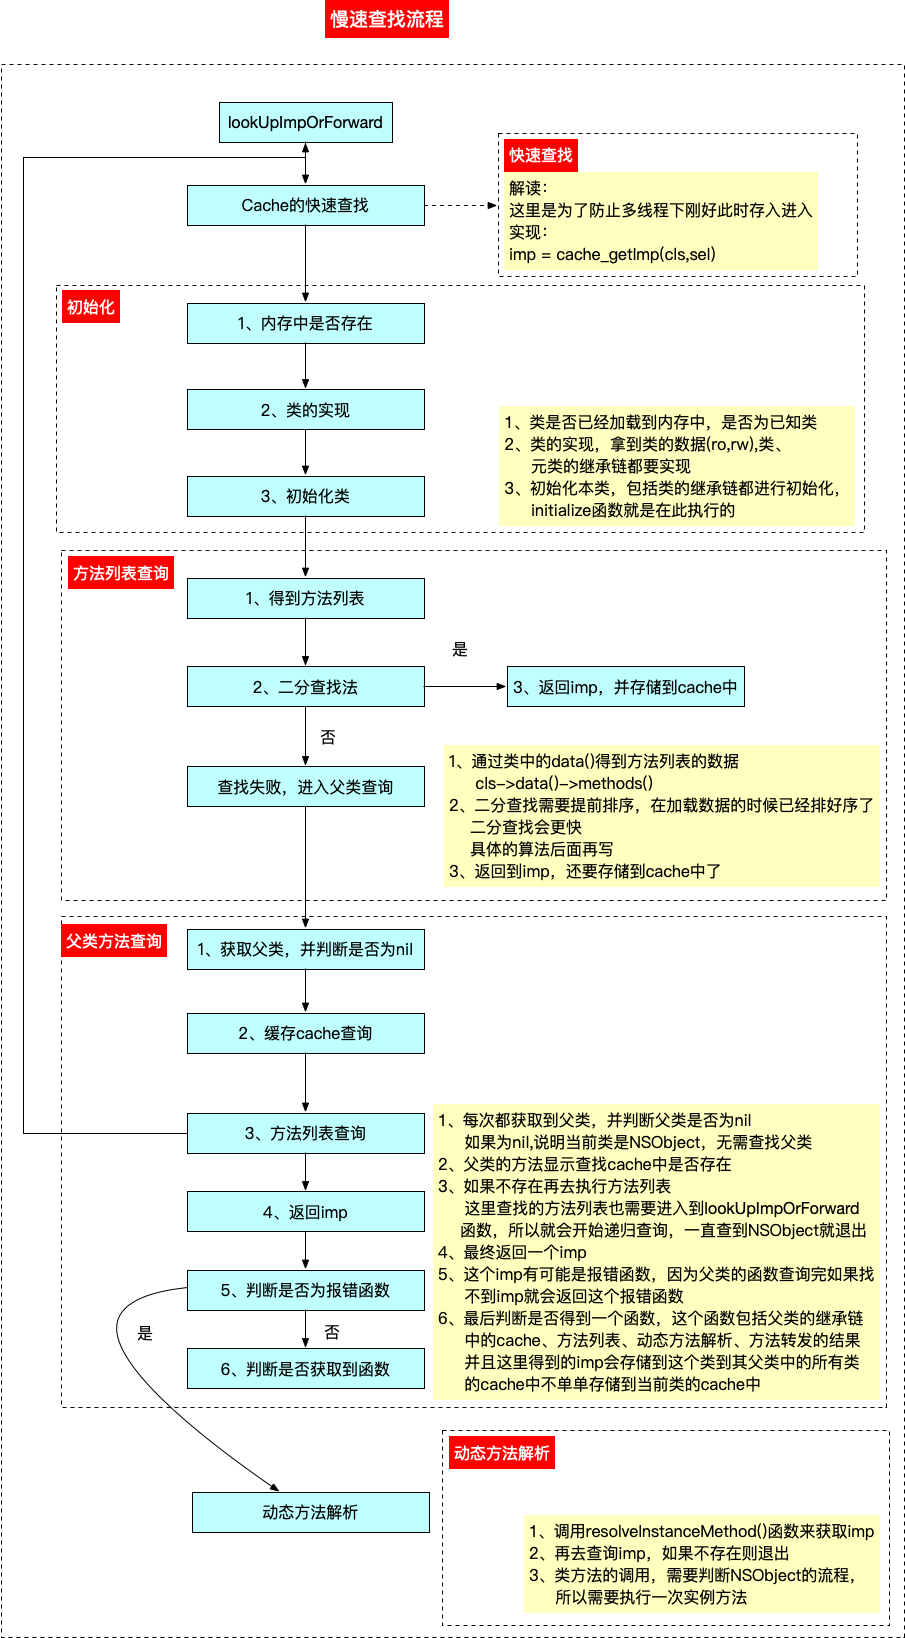 慢速查找流程
lookUpImpOrForward
快速查找
Cache的快速查找
解读：
这里是为了防止多线程下刚好此时存入进入
实现：
imp = cache_getImp(cls,sel)
初始化
1、内存中是否存在
2、类的实现
3、初始化类
1、类是否已经加载到内存中，是否为已知类
2、类的实现，拿到类的数据(ro,rw),类、
元类的继承链都要实现
3、初始化本类，包括类的继承链都进行初始化，
initialize函数就是在此执行的
方法列表查询
1、得到方法列表
2、二分查找法
是
3、返回imp，并存储到cache中
否
查找失败，进入父类查询
1、通过类中的data()得到方法列表的数据
cls->data()->methods()
2、二分查找需要提前排序，在加载数据的时候已经排好序了
二分查找会更快
具体的算法后面再写
3、返回到imp，还要存储到cache中了
父类方法查询
1、获取父类，并判断是否为nil
2、缓存cache查询
3、方法列表查询
4、返回imp
5、判断是否为报错函数
是
否
6、判断是否获取到函数
1、每次都获取到父类，并判断父类是否为nil
如果为nil,说明当前类是NSObject，无需查找父类
2、父类的方法显示查找cache中是否存在
3、如果不存在再去执行方法列表
这里查找的方法列表也需要进入到lookUpImpOrForward
函数，所以就会开始递归查询，一直查到NSObject就退出
4、最终返回一个imp
5、这个imp有可能是报错函数，因为父类的函数查询完如果找
不到imp就会返回这个报错函数
6、最后判断是否得到一个函数，这个函数包括父类的继承链
中的cache、方法列表、动态方法解析、方法转发的结果
并且这里得到的imp会存储到这个类到其父类中的所有类
的cache中不单单存储到当前类的cache中
动态方法解析
动态方法解析
1、调用resolveInstanceMethod()函数来获取imp
2、再去查询imp，如果不存在则退出
3、类方法的调用，需要判断NSObject的流程，
所以需要执行一次实例方法